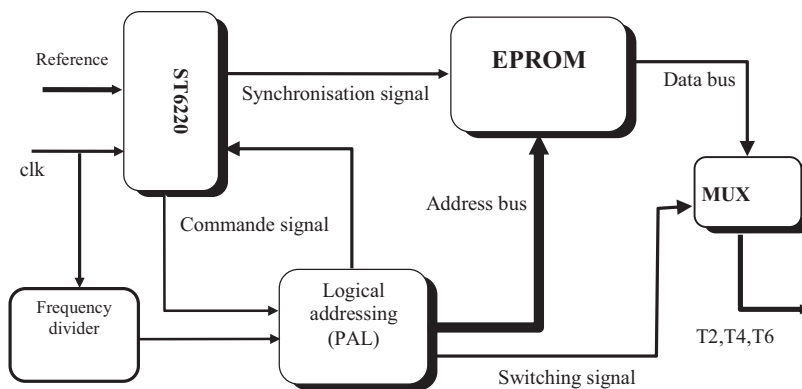 Reference
ST6220
EPROM
Synchronisation signal
Data bus
clk
MUX
Commande signal
Address bus
Frequency
divider
Logical
addressing
(PAL)
T2,T4,T6
Switching signal